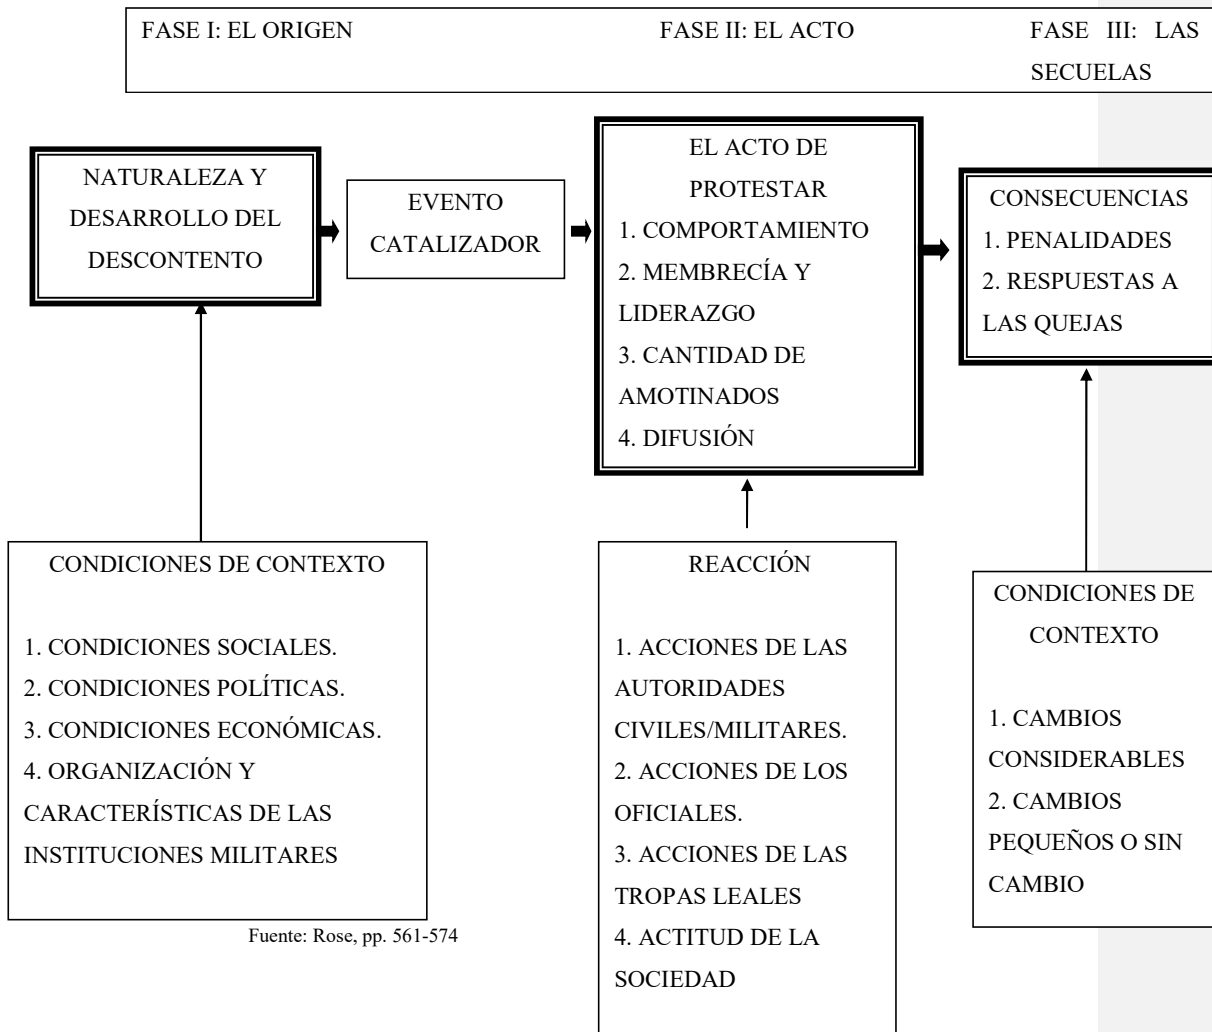 FASE I: EL ORIGEN
FASE II: EL ACTO
FASE III: LAS
SECUELAS
NATURALEZA Y
DESARROLLO DEL
DESCONTENTO
EVENTO
CATALIZADOR
EL ACTO DE
PROTESTAR
1. COMPORTAMIENTO
2. MEMBRECÍA Y
LIDERAZGO
3. CANTIDAD DE
AMOTINADOS
4. DIFUSIÓN
CONSECUENCIAS
1. PENALIDADES
2. RESPUESTAS A
LAS QUEJAS
CONDICIONES DE CONTEXTO
1. CONDICIONES SOCIALES.
2. CONDICIONES POLÍTICAS.
3. CONDICIONES ECONÓMICAS.
4. ORGANIZACIÓN Y
CARACTERÍSTICAS DE LAS
INSTITUCIONES MILITARES
REACCIÓN
1. ACCIONES DE LAS
AUTORIDADES
CIVILES/MILITARES.
2. ACCIONES DE LOS
OFICIALES.
3. ACCIONES DE LAS
TROPAS LEALES
4. ACTITUD DE LA
SOCIEDAD
CONDICIONES DE
CONTEXTO
1. CAMBIOS
CONSIDERABLES
2. CAMBIOS
PEQUEÑOS O SIN
CAMBIO
Fuente: Rose, pp. 561-574